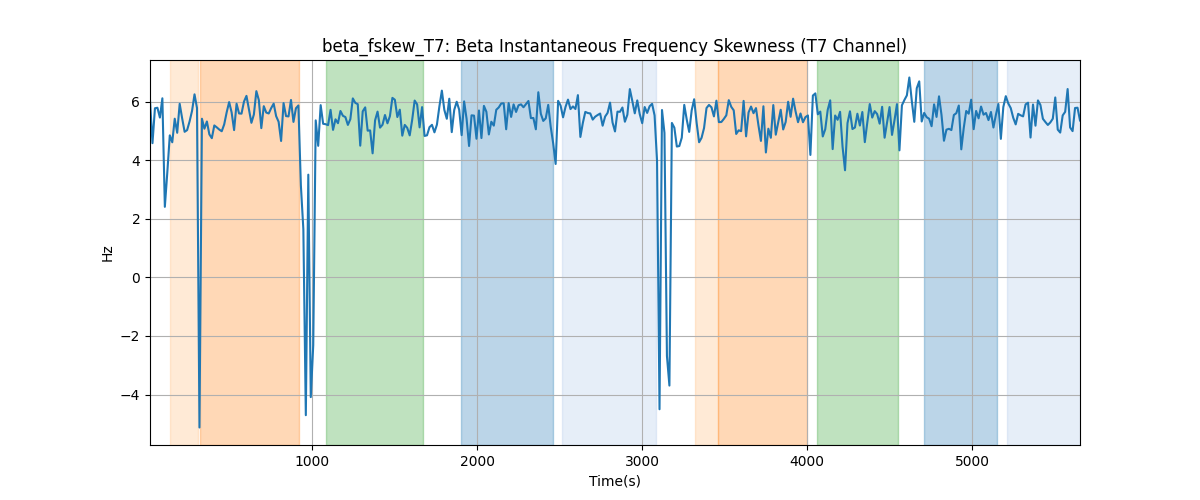 beta_fskew_T7: Beta Instantaneous Frequency Skewness (T7 Channel)
6
4
2
0
−2
−4
Hz
1000 2000 3000 4000 5000
Time(s)